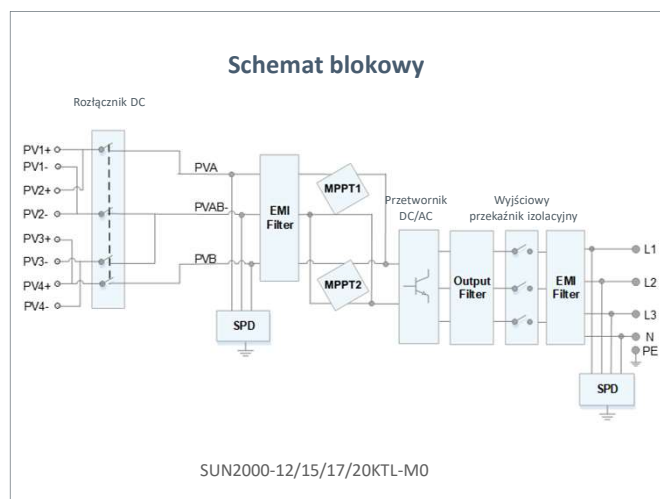 Schemat blokowy
Rozłącznik DC
PV1+
PV1-
PV2+
PV2-
PV3+
PV3-
PV4+
PV4-
PVA
PVAB-
PVB
EMI
Filter
SPD
MPPT1
MPPT2
Przetwornik
DC/AC
Output
Filter
Wyjściowy
przekaźnik izolacyjny
EMI
Filter
L1
L2
L3
N
PE
SPD
SUN2000-12/15/17/20KTL-M0